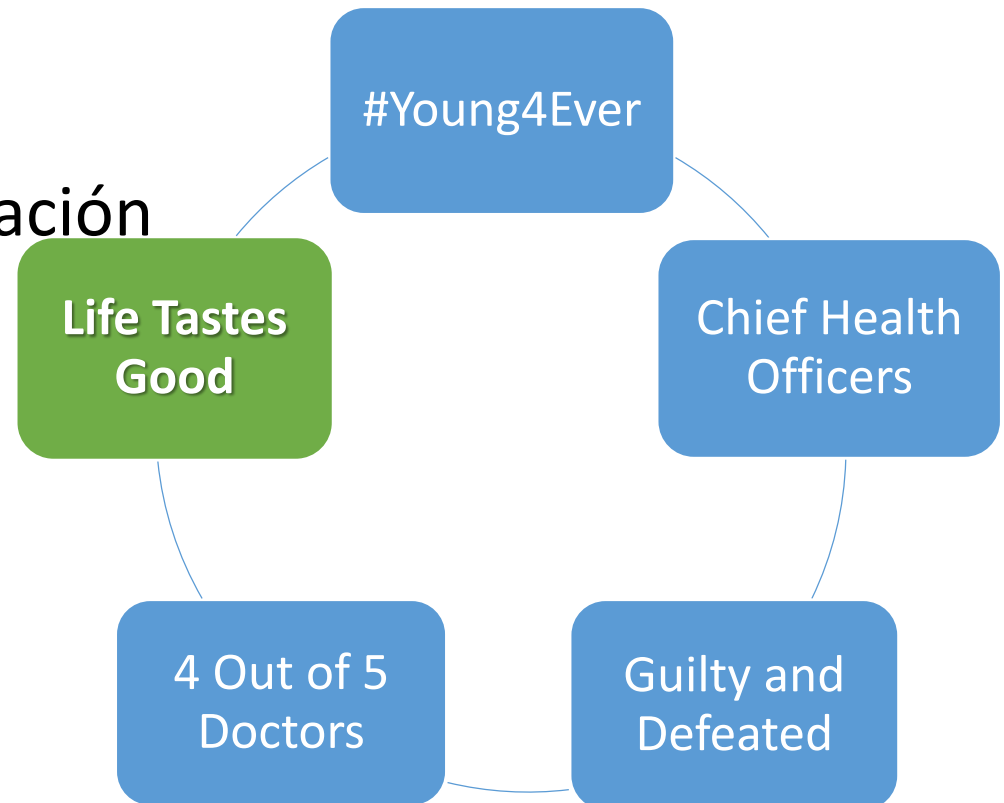 #Young4Ever
ación
Life Tastes
Good
Chief Health
Officers
4 Out of 5
Doctors
Guilty and
Defeated